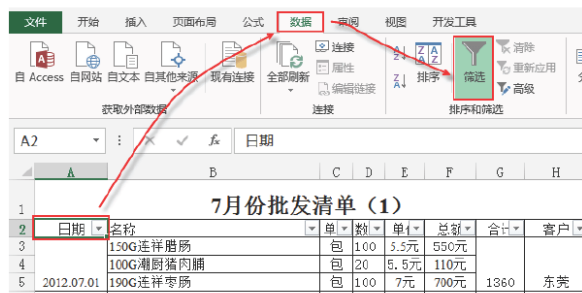 文件 开始 插入 页面布局 公式 数据 审阅 视图 开发工具
自 Access 自网站 自文本 自其他来源 现有连接 全部刷新 连接 属性 编辑链接 排序 筛选 清除 重新应用 高级
获取外部数据 连接 排序和筛选
A2 fx 日期
A B C D E F G H
1 7月份批发清单（1）
2 日期 名称 单 数 单 总额 合计 客户
3 150G连祥腊肠 包 100 5.5元 550元
4 100G潮厨猪肉脯 包 20 5.5元 110元
5 2012.07.01 190G连祥枣肠 包 100 7元 700元 1360 东莞